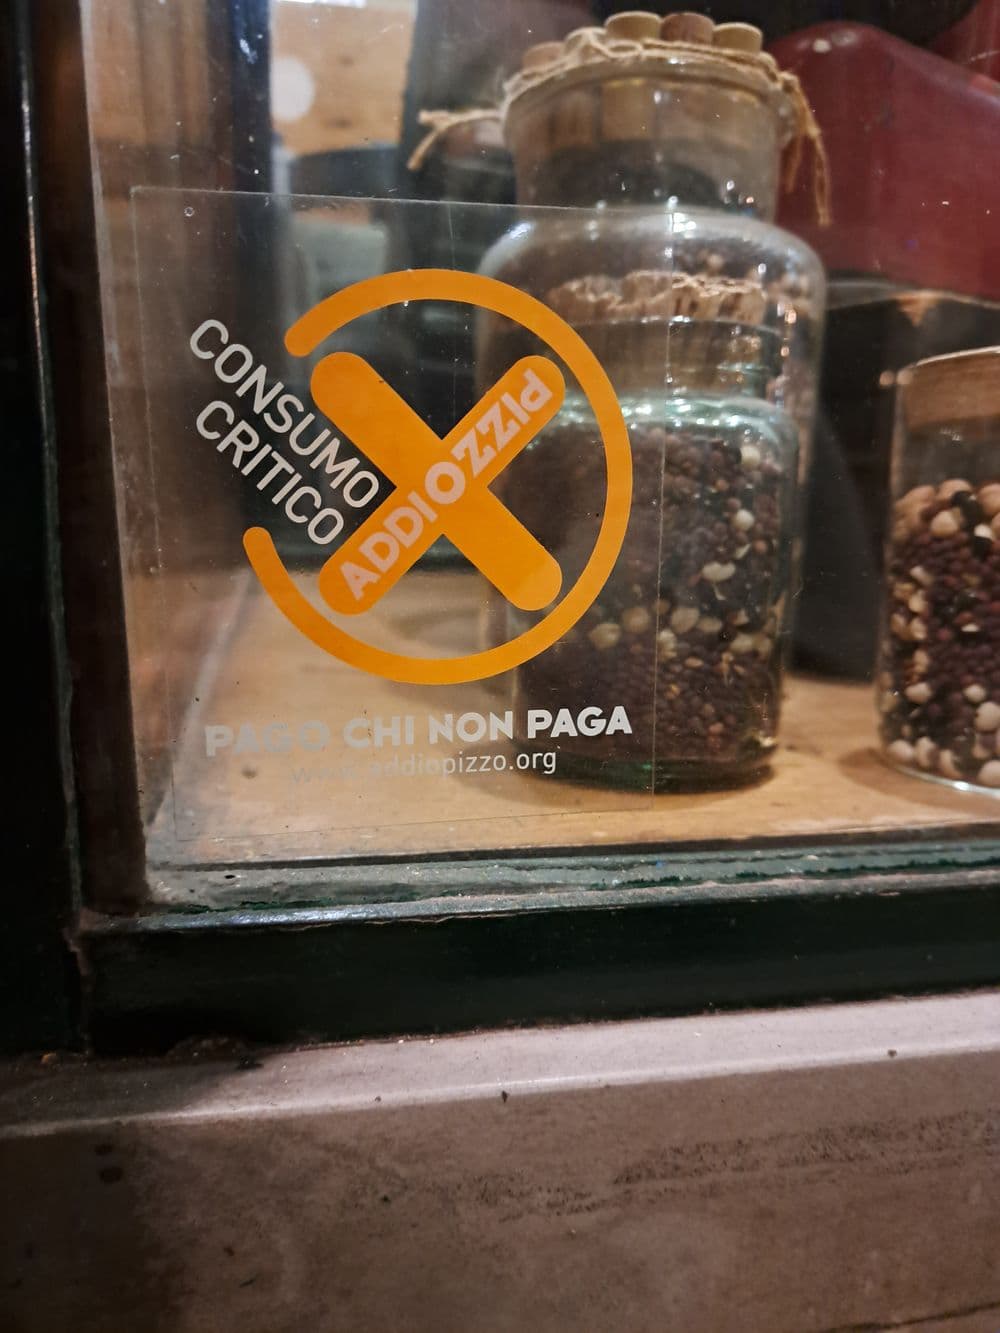 CONSUMO
CRITICO
ADDIOPIZZO
PAGO CHI NON PAGA
www.addiopizzo.org